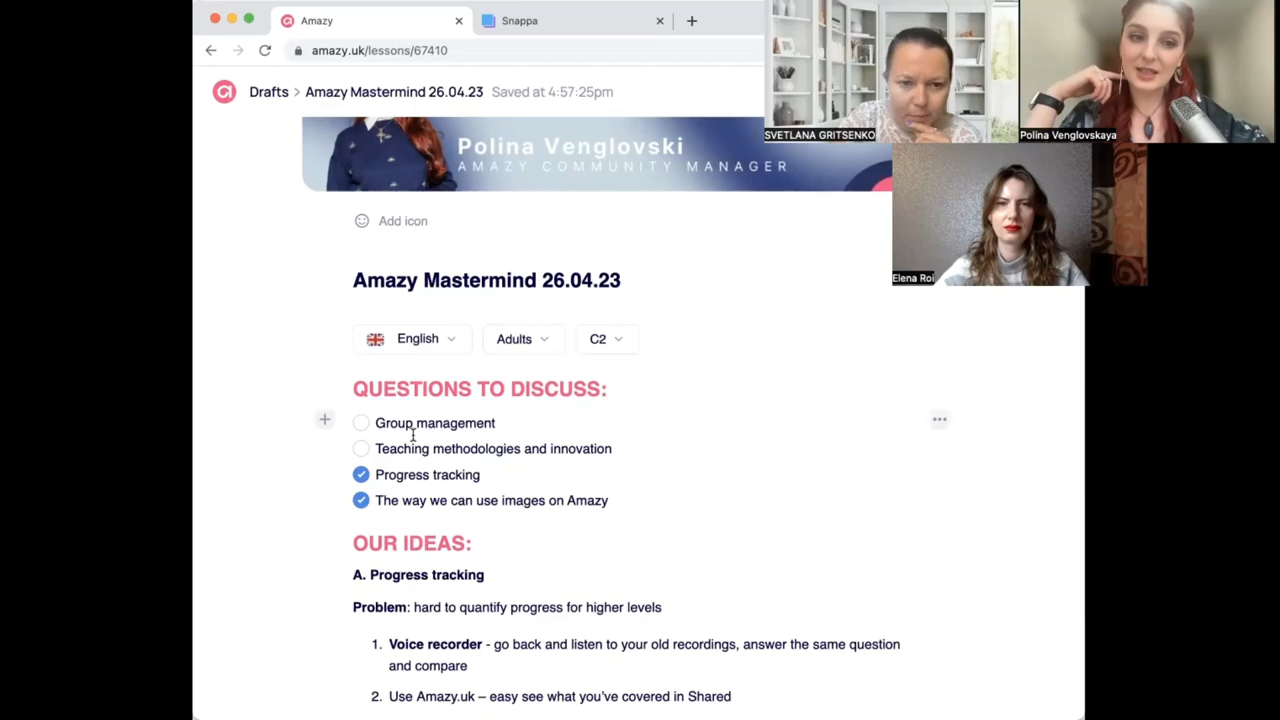 Amazy
Snappa
amazy.uk/lessons/67410
Drafts > Amazy Mastermind 26.04.23 Saved at 4:57:25pm
Polina Venglovski
AMAZY COMMUNITY MANAGER
SVETLANA GRITSENKO
Polina Venglovskaya
Elena Roi
Add icon
Amazy Mastermind 26.04.23
English Adults C2
QUESTIONS TO DISCUSS:
Group management
Teaching methodologies and innovation
Progress tracking
The way we can use images on Amazy
OUR IDEAS:
A. Progress tracking
Problem: hard to quantify progress for higher levels
1. Voice recorder - go back and listen to your old recordings, answer the same question
and compare
2. Use Amazy.uk – easy see what you've covered in Shared